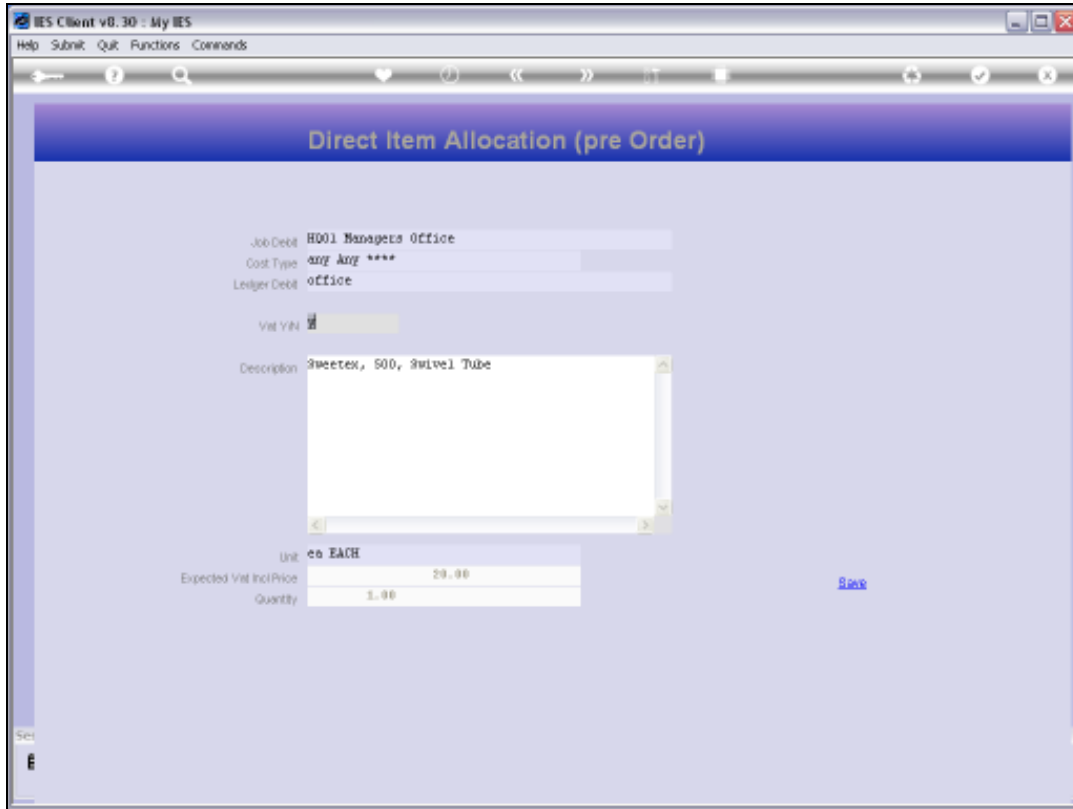 IES Client v8.30 : My IES
Help Submit Quit Functions Commands
Direct Item Allocation (pre Order)
Job Debit HO01 Managers Office
Cost Type any Any ****
Ledger Debit office
Vat Y/N
Description Sweetex, 500, Swivel Tube
Unit ea EACH
Expected Vat Incl Price 20.00
Save
Quantity 1.00